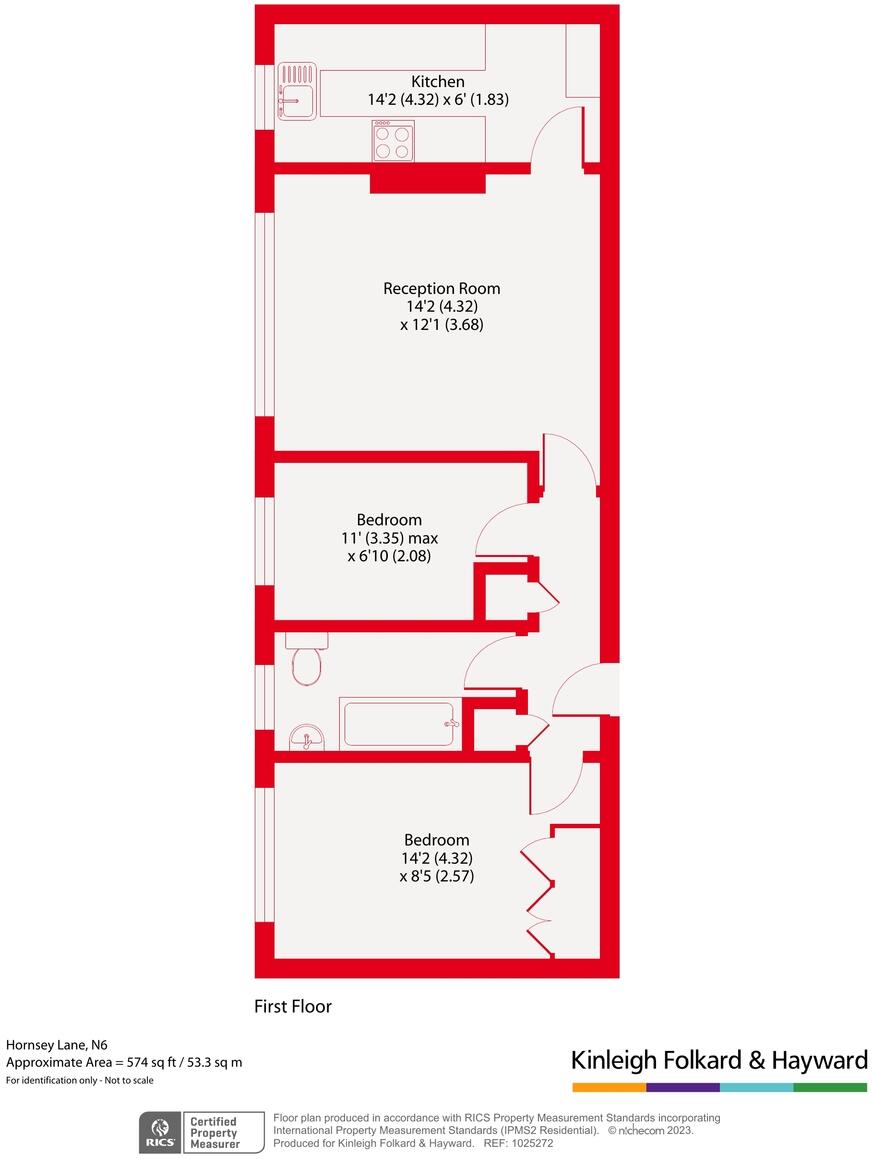 Kitchen
14'2 (4.32) x 6' (1.83)
Reception Room
14'2 (4.32)
x 12'1 (3.68)
Bedroom
11' (3.35) max
x 6'10 (2.08)
Bedroom
14'2 (4.32)
x 8'5 (2.57)
First Floor
Hornsey Lane, N6
Approximate Area = 574 sq ft / 53.3 sq m
For identification only - Not to scale
Kinleigh Folkard & Hayward
RICS
Certified
Property
Measurer
Floor plan produced in accordance with RICS Property Measurement Standards incorporating
International Property Measurement Standards (IPMS2 Residential). © nichecom 2023.
Produced for Kinleigh Folkard & Hayward. REF: 1025272